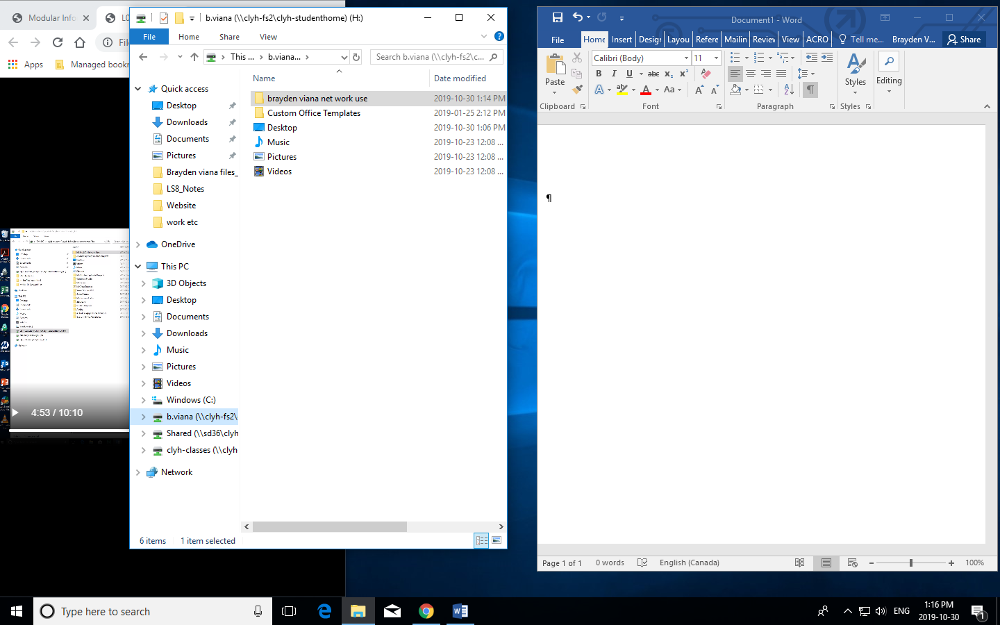 Modular Info
L0
File
Apps
Managed bookn
4:53 / 10:10
b.viana (\\clyh-fs2\clyh-studenthome) (H:)
File Home Share View
This ... b.viana...
Search b.viana (\\clyh-fs2\c...
Name Date modified
Quick access
Desktop
Downloads
Documents
Pictures
Brayden viana files_
LS8_Notes
Website
work etc
OneDrive
This PC
3D Objects
Desktop
Documents
Downloads
Music
Pictures
Videos
Windows (C:)
b.viana (\\clyh-fs2\
Shared (\\sd36\clyh
clyh-classes (\\clyh
Network
brayden viana net work use 2019-10-30 1:14 PM
Custom Office Templates 2019-01-25 2:12 PM
Desktop 2019-10-30 1:06 PM
Music 2019-10-23 12:08 ...
Pictures 2019-10-23 12:08 ...
Videos 2019-10-23 12:08 ...
6 items 1 item selected
Document1 - Word
File Home Insert Desig Layou Refere Mailin Review View ACRO Tell me... Brayden V... Share
Paste
Calibri (Body) 11
B I U abc x₂ x²
A ab A Aa A A
Styles
Editing
Clipboard Font Paragraph Styles
¶
Page 1 of 1 0 words English (Canada) 100%
Type here to search
ENG
1:16 PM
2019-10-30
1